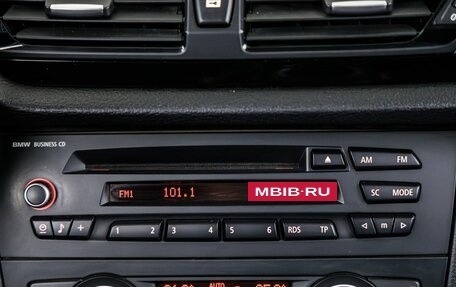 BMW BUSINESS CD
AM FM
FM1 101.1
MBIB·RU
SC MODE
1 2 3 4 5 6 RDS TP
m
AUTO